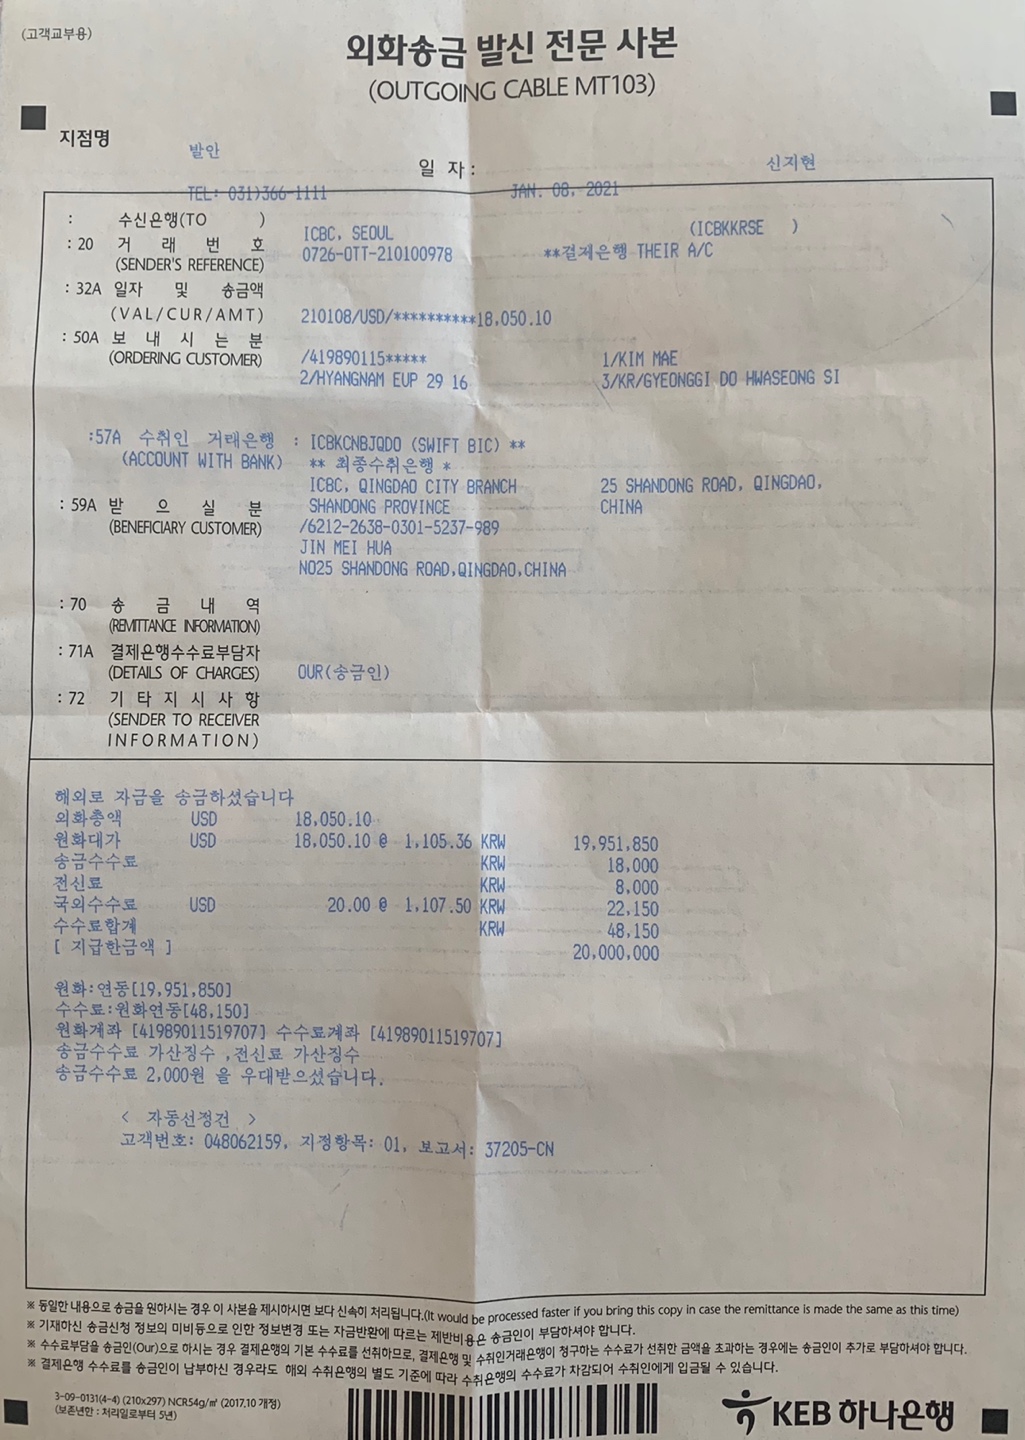 (고객교부용)
외화송금 발신 전문 사본
(OUTGOING CABLE MT103)
지점명 발안 일 자 : 신지현
TEL: 031)366-1111 JAN. 08, 2021
: 수신은행(TO ) ICBC, SEOUL (ICBKKRSE )
:20 거 래 번 호 0726-OTT-210100978 **결제은행 THEIR A/C
(SENDER'S REFERENCE)
:32A 일자 및 송금액
(VAL/CUR/AMT) 210108/USD/**********18,050.10
:50A 보 내 시 는 분 /419890115***** 1/KIM MAE
(ORDERING CUSTOMER) 2/HYANGNAM EUP 29 16 3/KR/GYEONGGI DO HWASEONG SI
:57A 수취인 거래은행 : ICBKCNBJQDO (SWIFT BIC) **
(ACCOUNT WITH BANK) ** 최종수취은행 *
ICBC, QINGDAO CITY BRANCH 25 SHANDONG ROAD, QINGDAO,
:59A 받 으 실 분 SHANDONG PROVINCE CHINA
(BENEFICIARY CUSTOMER) /6212-2638-0301-5237-989
JIN MEI HUA
NO25 SHANDONG ROAD,QINGDAO,CHINA
:70 송 금 내 역
(REMITTANCE INFORMATION)
:71A 결제은행수수료부담자
(DETAILS OF CHARGES) OUR(송금인)
:72 기 타 지 시 사 항
(SENDER TO RECEIVER
INFORMATION)
해외로 자금을 송금하셨습니다
외화총액 USD 18,050.10
원화대가 USD 18,050.10 @ 1,105.36 KRW 19,951,850
송금수수료 KRW 18,000
전신료 KRW 8,000
국외수수료 USD 20.00 @ 1,107.50 KRW 22,150
수수료합계 KRW 48,150
[ 지급한금액 ] 20,000,000
원화:연동[19,951,850]
수수료:원화연동[48,150]
원화계좌 [41989011519707] 수수료계좌 [41989011519707]
송금수수료 가산징수 ,전신료 가산징수
송금수수료 2,000원 을 우대받으셨습니다.
< 자동선정건 >
고객번호: 048062159, 지정항목: 01, 보고서: 37205-CN
※ 동일한 내용으로 송금을 원하시는 경우 이 사본을 제시하시면 보다 신속히 처리됩니다.(It would be processed faster if you bring this copy in case the remittance is made the same as this time)
※ 기재하신 송금신청 정보의 미비등으로 인한 정보변경 또는 자금반환에 따르는 제반비용은 송금인이 부담하셔야 합니다.
※ 수수료부담을 송금인(Our)으로 하시는 경우 결제은행의 기본 수수료를 선취하므로, 결제은행 및 수취인거래은행이 청구하는 수수료가 선취한 금액을 초과하는 경우에는 송금인이 추가로 부담하셔야 합니다.
※ 결제은행 수수료를 송금인이 납부하신 경우라도 해외 수취은행의 별도 기준에 따라 수취은행의 수수료가 차감되어 수취인에게 입금될 수 있습니다.
3-09-0131(4-4) (210x297) NCR54g/㎡ (2017.10 개정)
(보존년한 : 처리일로부터 5년)
KEB 하나은행